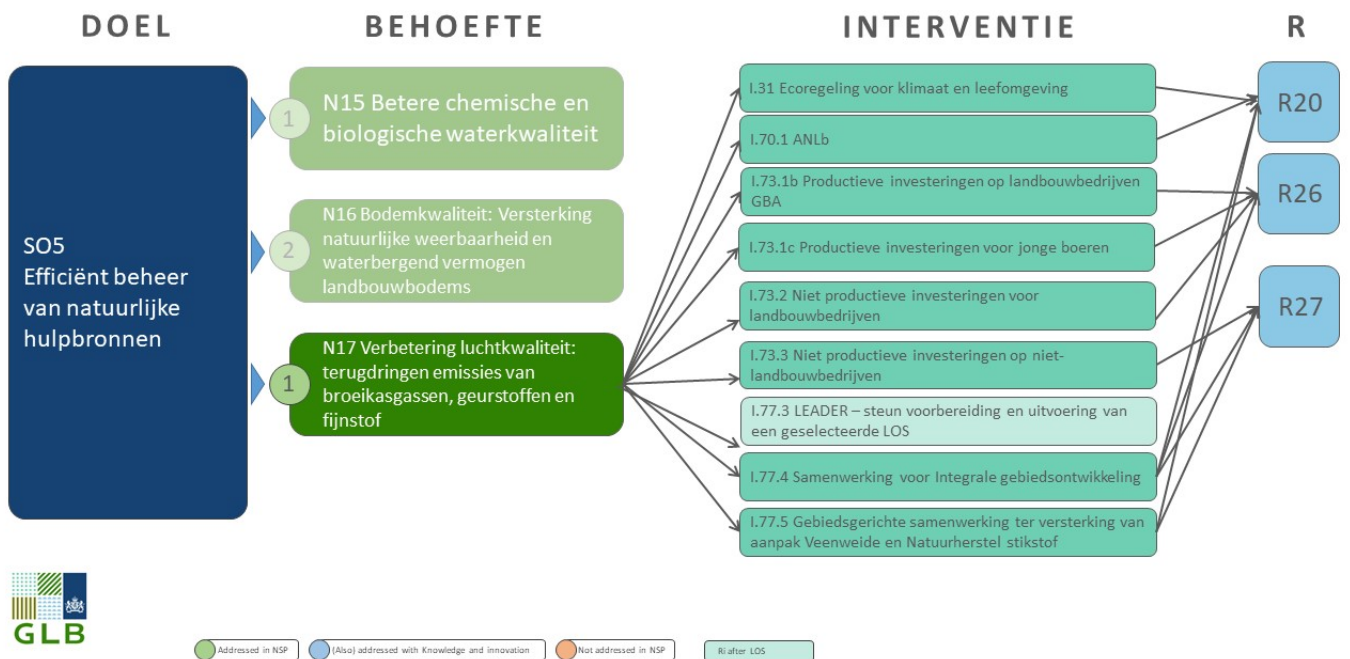 DOEL
BEHOEFTE
INTERVENTIE
R
SO5
Efficiënt beheer
van natuurlijke
hulpbronnen
1
N15 Betere chemische en
biologische waterkwaliteit
2
N16 Bodemkwaliteit: Versterking
natuurlijke weerbaarheid en
waterbergend vermogen
landbouwbodems
1
N17 Verbetering luchtkwaliteit:
terugdringen emissies van
broeikasgassen, geurstoffen en
fijnstof
I.31 Ecoregeling voor klimaat en leefomgeving
I.70.1 ANLb
I.73.1b Productieve investeringen op landbouwbedrijven
GBA
I.73.1c Productieve investeringen voor jonge boeren
I.73.2 Niet productieve investeringen voor
landbouwbedrijven
I.73.3 Niet productieve investeringen op niet-
landbouwbedrijven
I.77.3 LEADER – steun voorbereiding en uitvoering van
een geselecteerde LOS
I.77.4 Samenwerking voor Integrale gebiedsontwikkeling
I.77.5 Gebiedsgerichte samenwerking ter versterking van
aanpak Veenweide en Natuurherstel stikstof
R20
R26
R27
GLB
Addressed in NSP
(Also) addressed with Knowledge and innovation
Not addressed in NSP
Ri after LOS